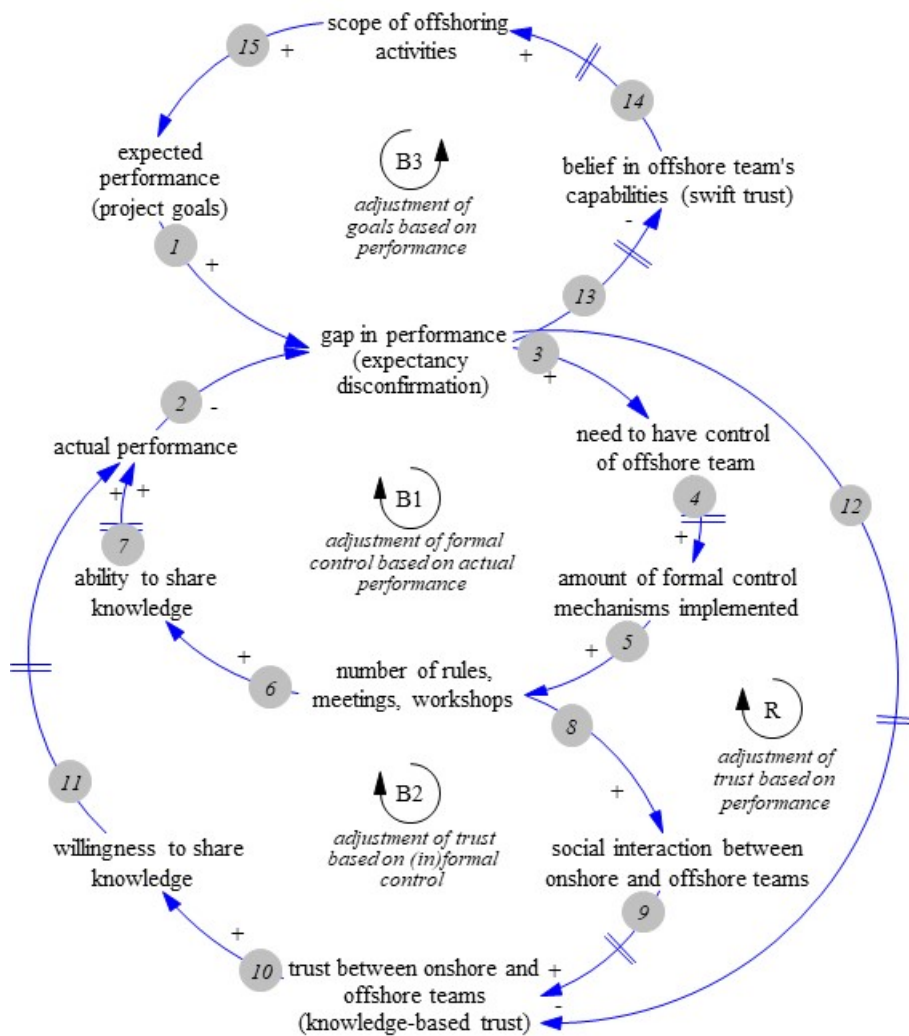 scope of offshoring
activities
15
+
+
14
expected
performance
(project goals)
B3
adjustment of
goals based on
performance
belief in offshore team's
capabilities (swift trust)
-
1
+
13
gap in performance
(expectancy
disconfirmation)
3
+
2
-
actual performance
need to have control
of offshore team
+
+
B1
4
12
7
adjustment of formal
control based on actual
performance
+
ability to share
knowledge
amount of formal control
mechanisms implemented
+
5
+
6
number of rules,
meetings, workshops
8
R
adjustment of
trust based on
performance
11
B2
+
willingness to share
knowledge
adjustment of trust
based on (in)formal
control
social interaction between
onshore and offshore teams
9
+
10
trust between onshore and
offshore teams
(knowledge-based trust)
+
-